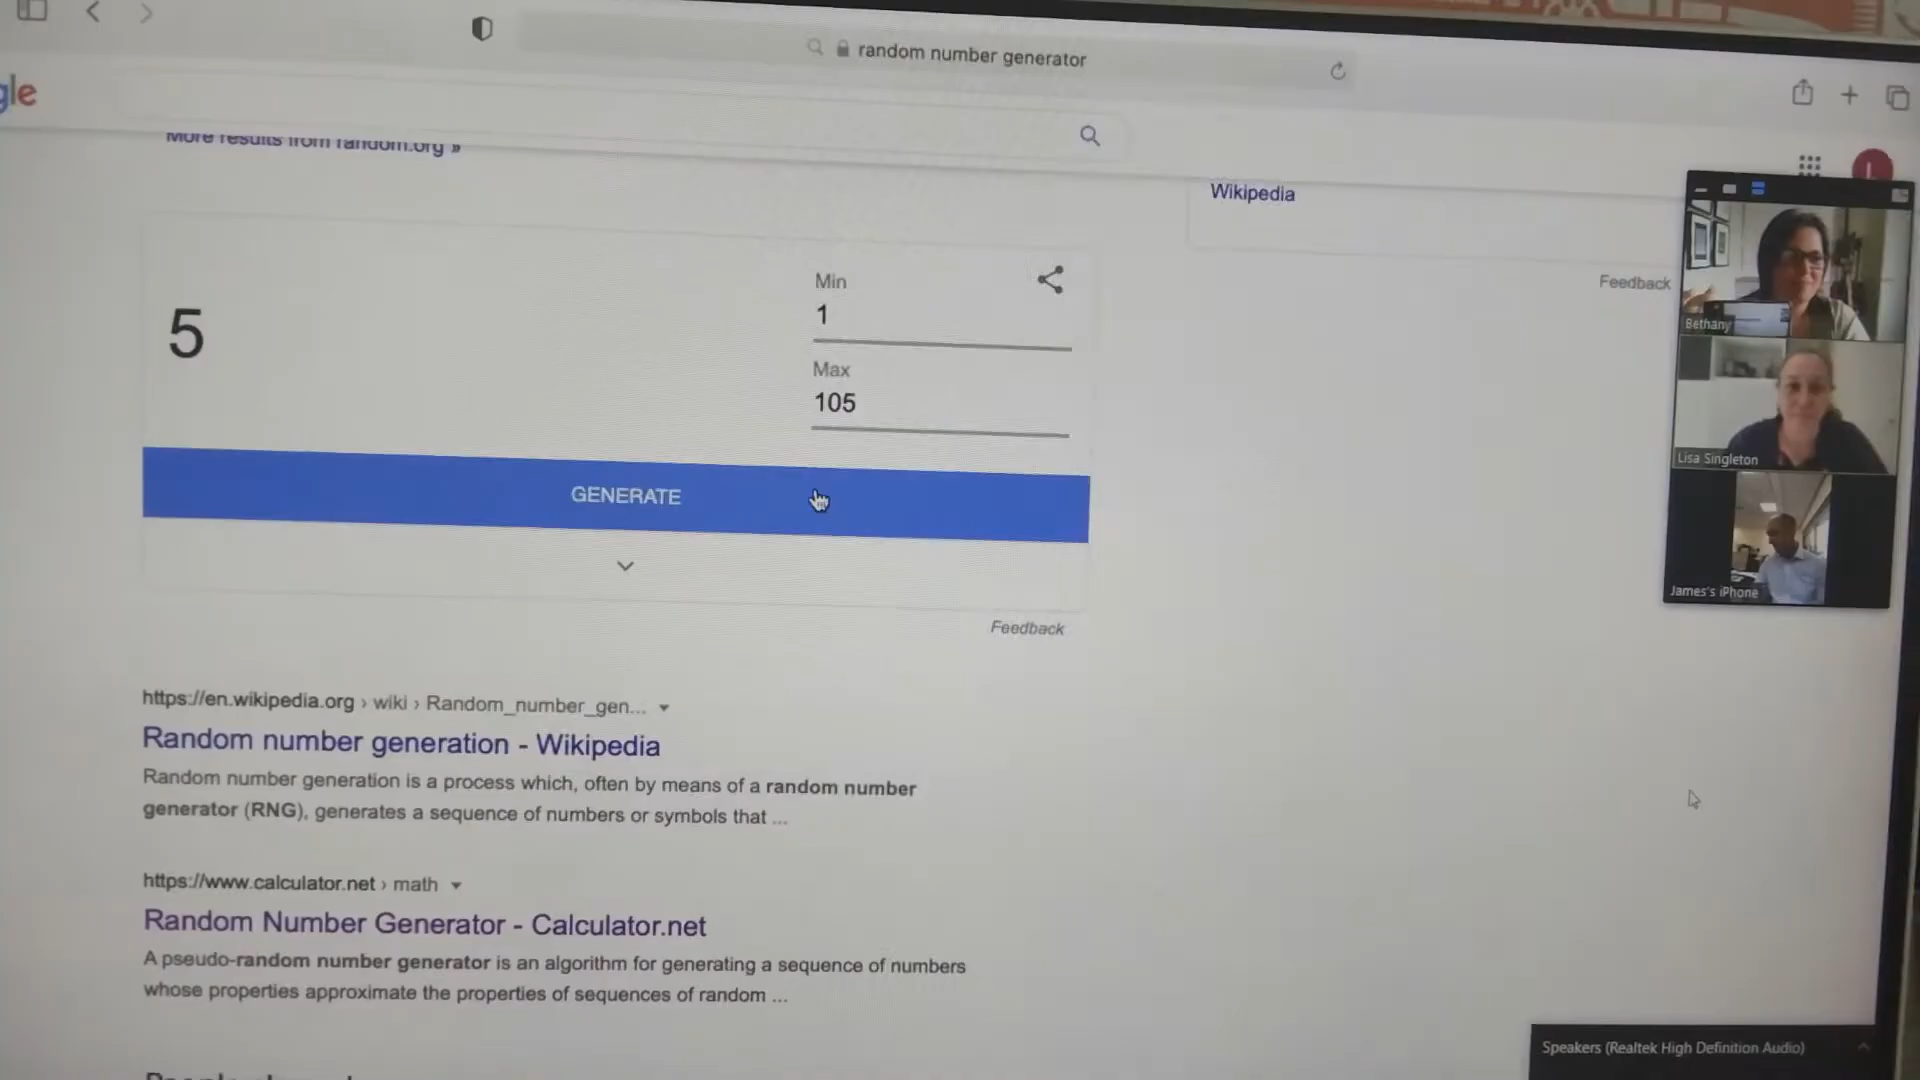 random number generator
gle
More results from random.org »
Wikipedia
Feedback
5
Min
1
Max
105
GENERATE
Feedback
Bethany
Lisa Singleton
James's iPhone
https://en.wikipedia.org › wiki › Random_number_gen...
Random number generation - Wikipedia
Random number generation is a process which, often by means of a random number
generator (RNG), generates a sequence of numbers or symbols that ...
https://www.calculator.net › math
Random Number Generator - Calculator.net
A pseudo-random number generator is an algorithm for generating a sequence of numbers
whose properties approximate the properties of sequences of random ...
Speakers (Realtek High Definition Audio)